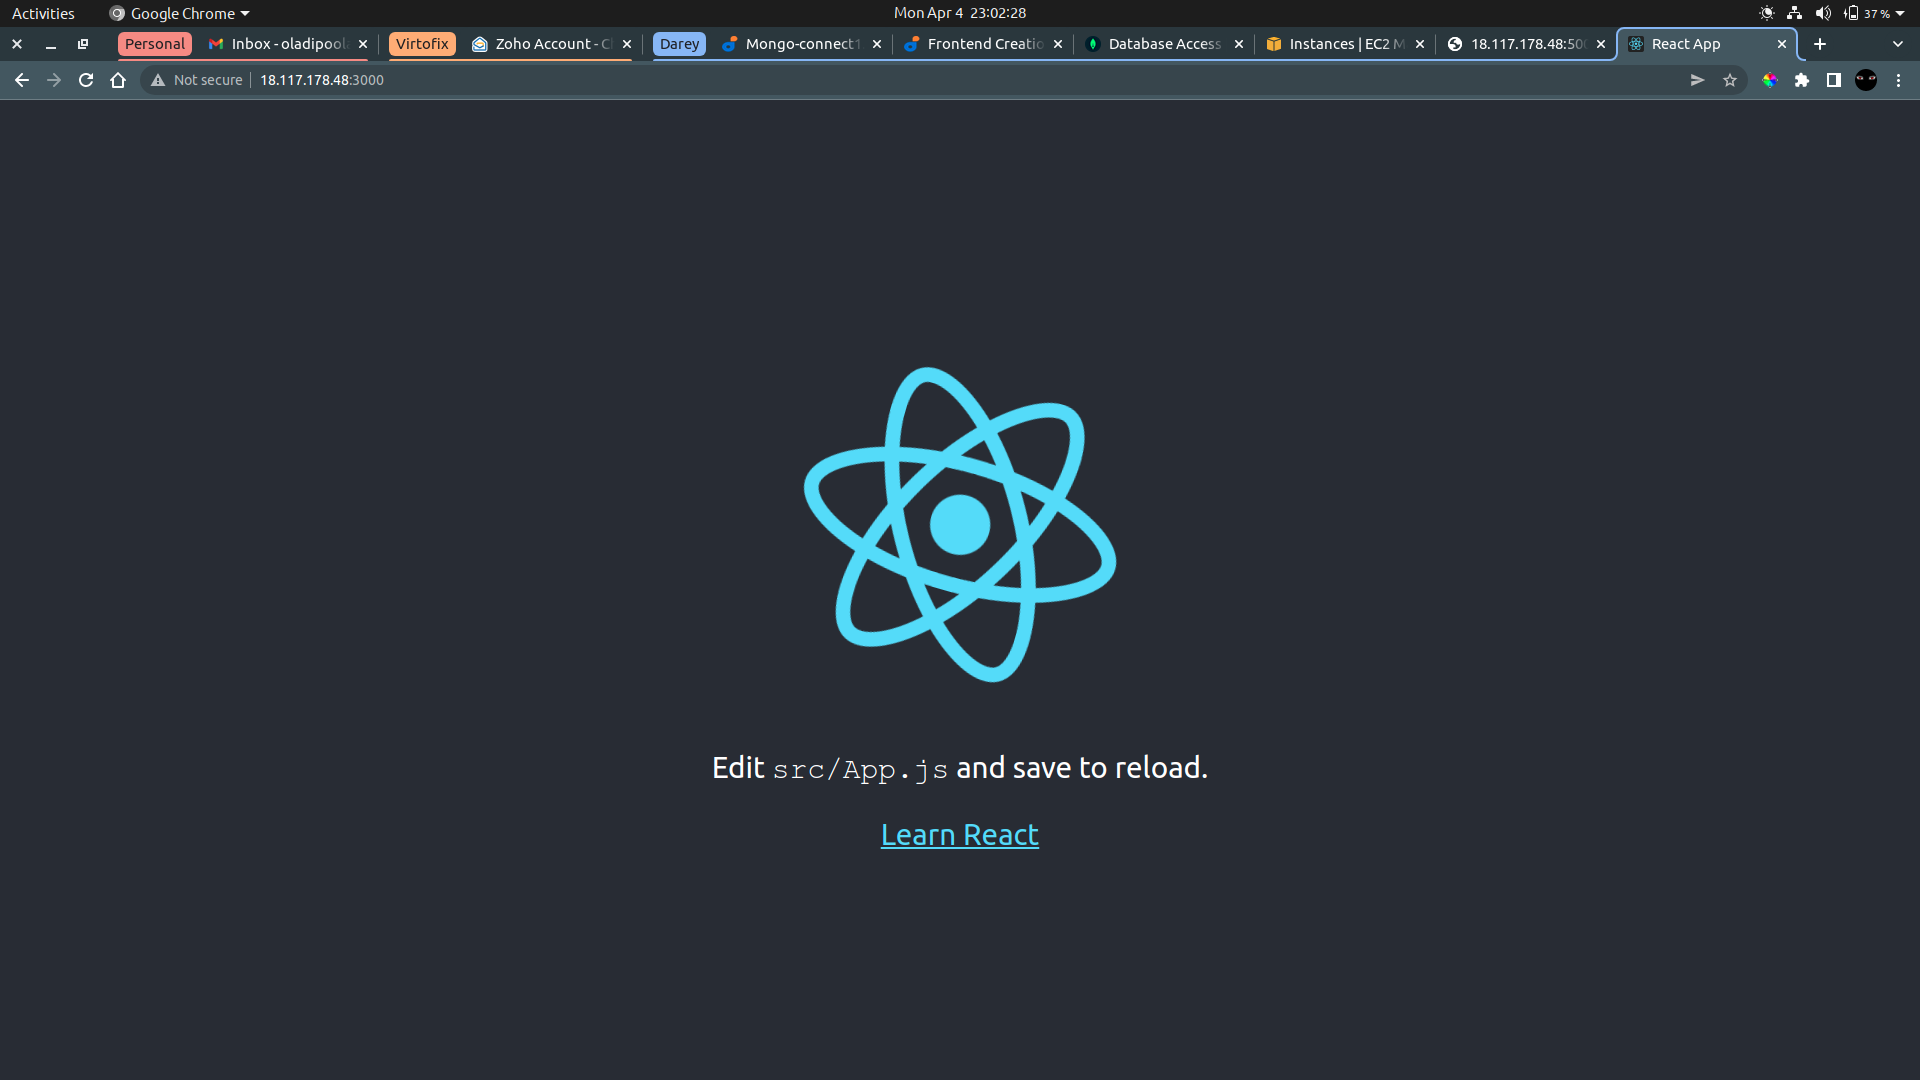 Activities Google Chrome Mon Apr 4 23:02:28 37 %
Personal Inbox - oladipool Virtofix Zoho Account - Cl Darey Mongo-connect1 Frontend Creatio Database Access Instances | EC2 M 18.117.178.48:500 React App
Not secure 18.117.178.48:3000
Edit src/App.js and save to reload.
Learn React